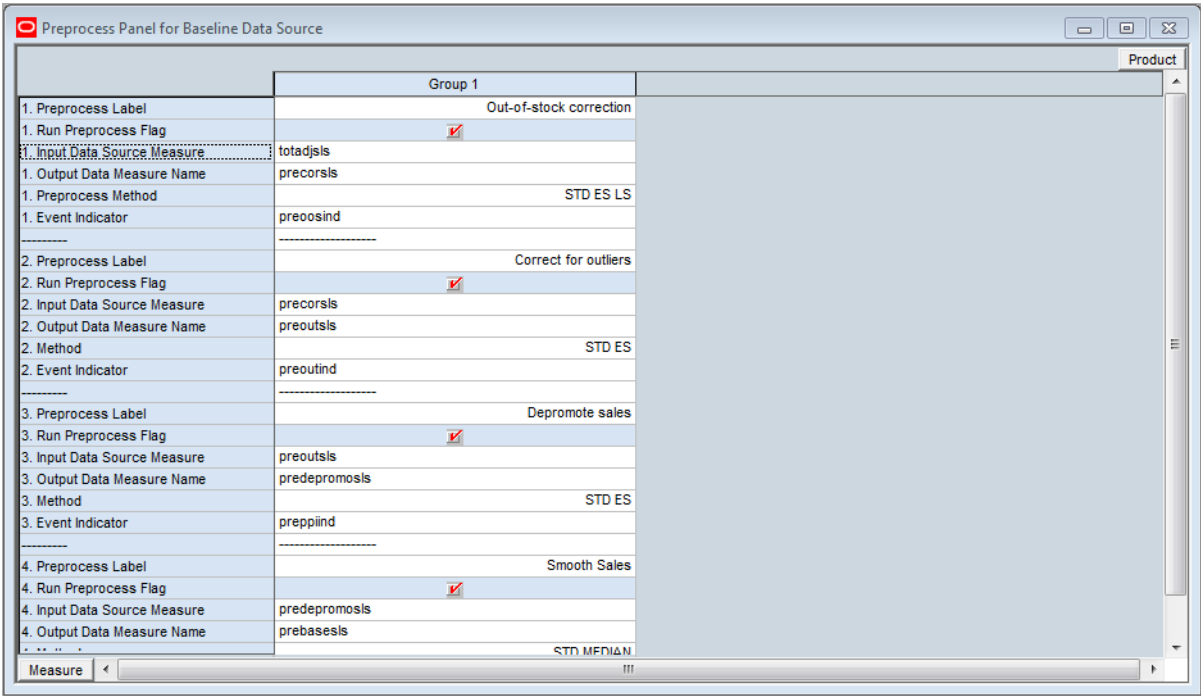 Preprocess Panel for Baseline Data Source
Product
Group 1
1. Preprocess Label Out-of-stock correction
1. Run Preprocess Flag
1. Input Data Source Measure totadjsls
1. Output Data Measure Name precorsls
1. Preprocess Method STD ES LS
1. Event Indicator preoosind
--------- -------------------
2. Preprocess Label Correct for outliers
2. Run Preprocess Flag
2. Input Data Source Measure precorsls
2. Output Data Measure Name preoutsls
2. Method STD ES
2. Event Indicator preoutind
--------- -------------------
3. Preprocess Label Depromote sales
3. Run Preprocess Flag
3. Input Data Source Measure preoutsls
3. Output Data Measure Name predepromosls
3. Method STD ES
3. Event Indicator preppiind
--------- -------------------
4. Preprocess Label Smooth Sales
4. Run Preprocess Flag
4. Input Data Source Measure predepromosls
4. Output Data Measure Name prebasesls
STD MEDIAN
Measure